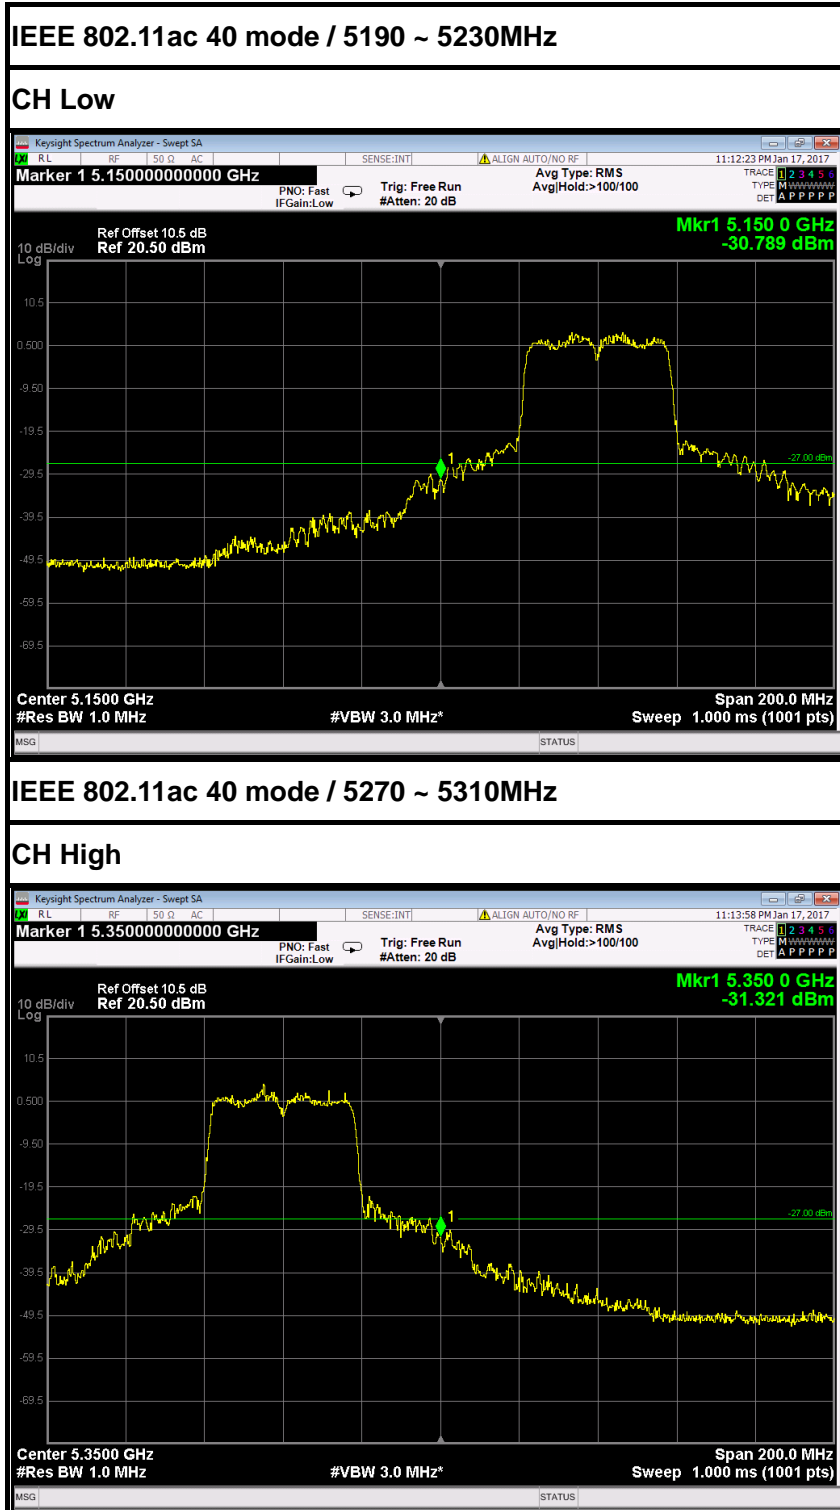 IEEE 802.11ac 40 mode / 5190 ~ 5230MHz
CH Low
Keysight Spectrum Analyzer - Swept SA
LXI RL RF 50 Ω AC SENSE:INT ALIGN AUTO/NO RF 11:12:23 PM Jan 17, 2017
Marker 1 5.150000000000 GHz
PNO: Fast
IFGain:Low
Trig: Free Run
#Atten: 20 dB
Avg Type: RMS
Avg|Hold:>100/100
TRACE 1 2 3 4 5 6
TYPE M WWWWW
DET A P P P P P
Mkr1 5.150 0 GHz
-30.789 dBm
Ref Offset 10.5 dB
10 dB/div Ref 20.50 dBm
Log
10.5
0.500
-9.50
-19.5
-29.5
-39.5
-49.5
-59.5
-69.5
1
-27.00 dBm
Center 5.1500 GHz Span 200.0 MHz
#Res BW 1.0 MHz #VBW 3.0 MHz* Sweep 1.000 ms (1001 pts)
MSG STATUS
IEEE 802.11ac 40 mode / 5270 ~ 5310MHz
CH High
Keysight Spectrum Analyzer - Swept SA
LXI RL RF 50 Ω AC SENSE:INT ALIGN AUTO/NO RF 11:13:58 PM Jan 17, 2017
Marker 1 5.350000000000 GHz
PNO: Fast
IFGain:Low
Trig: Free Run
#Atten: 20 dB
Avg Type: RMS
Avg|Hold:>100/100
TRACE 1 2 3 4 5 6
TYPE M WWWWW
DET A P P P P P
Mkr1 5.350 0 GHz
-31.321 dBm
Ref Offset 10.5 dB
10 dB/div Ref 20.50 dBm
Log
10.5
0.500
-9.50
-19.5
-29.5
-39.5
-49.5
-59.5
-69.5
1
-27.00 dBm
Center 5.3500 GHz Span 200.0 MHz
#Res BW 1.0 MHz #VBW 3.0 MHz* Sweep 1.000 ms (1001 pts)
MSG STATUS